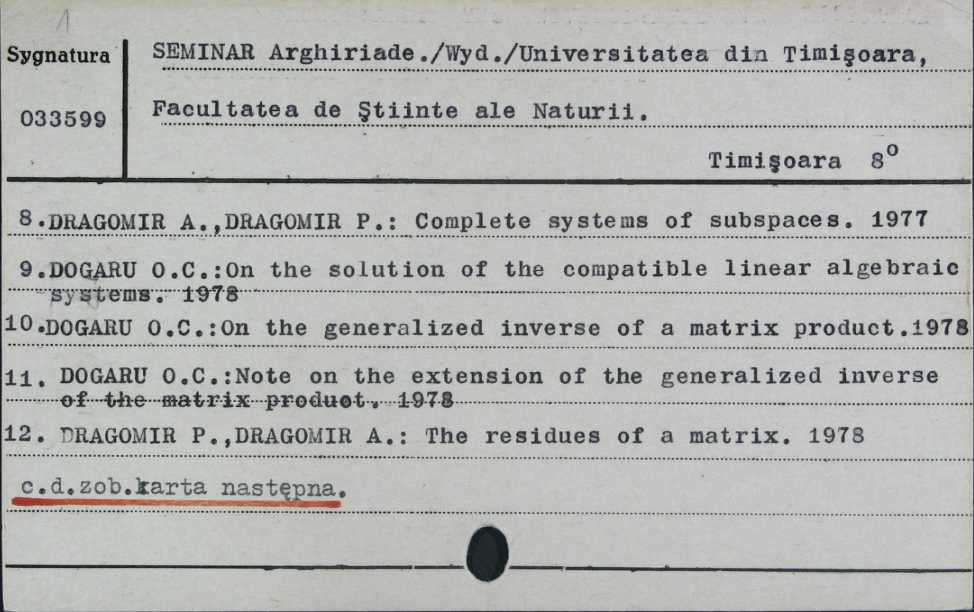 1
Sygnatura
033599
SEMINAR Arghiriade./Wyd./Universitatea din Timişoara,
Facultatea de Ştiinte ale Naturii.
Timişoara 8º
8.DRAGOMIR A.,DRAGOMIR P.: Complete systems of subspaces. 1977
9.DOGARU O.C.:On the solution of the compatible linear algebraic
systems. 1978
10.DOGARU O.C.:On the generalized inverse of a matrix product.1978
11. DOGARU O.C.:Note on the extension of the generalized inverse
of the matrix product. 1978
12. DRAGOMIR P.,DRAGOMIR A.: The residues of a matrix. 1978
c.d.zob.karta następna.